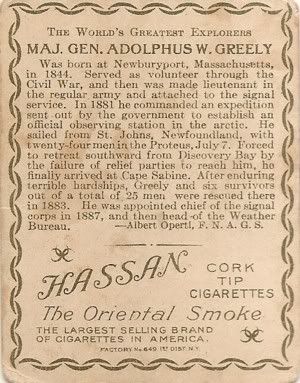 THE WORLD'S GREATEST EXPLORERS
MAJ. GEN. ADOLPHUS W. GREELY
Was born at Newburyport, Massachusetts,
in 1844. Served as volunteer through the
Civil War, and then was made lieutenant in
the regular army and attached to the signal
service. In 1881 he commanded an expedition
sent out by the government to establish an
official observing station in the arctic. He
sailed from St. Johns, Newfoundland, with
twenty-four men in the Proteus, July 7. Forced
to retreat southward from Discovery Bay by
the failure of relief parties to reach him, he
finally arrived at Cape Sabine. After enduring
terrible hardships, Greely and six survivors
out of a total of 25 men were rescued there
in 1883. He was appointed chief of the signal
corps in 1887, and then head of the Weather
Bureau. —Albert Operti, F. N. A. G. S.
HASSAN CORK
TIP
CIGARETTES
The Oriental Smoke
THE LARGEST SELLING BRAND
OF CIGARETTES IN AMERICA.
FACTORY No 649. 1ST DIST. N.Y.